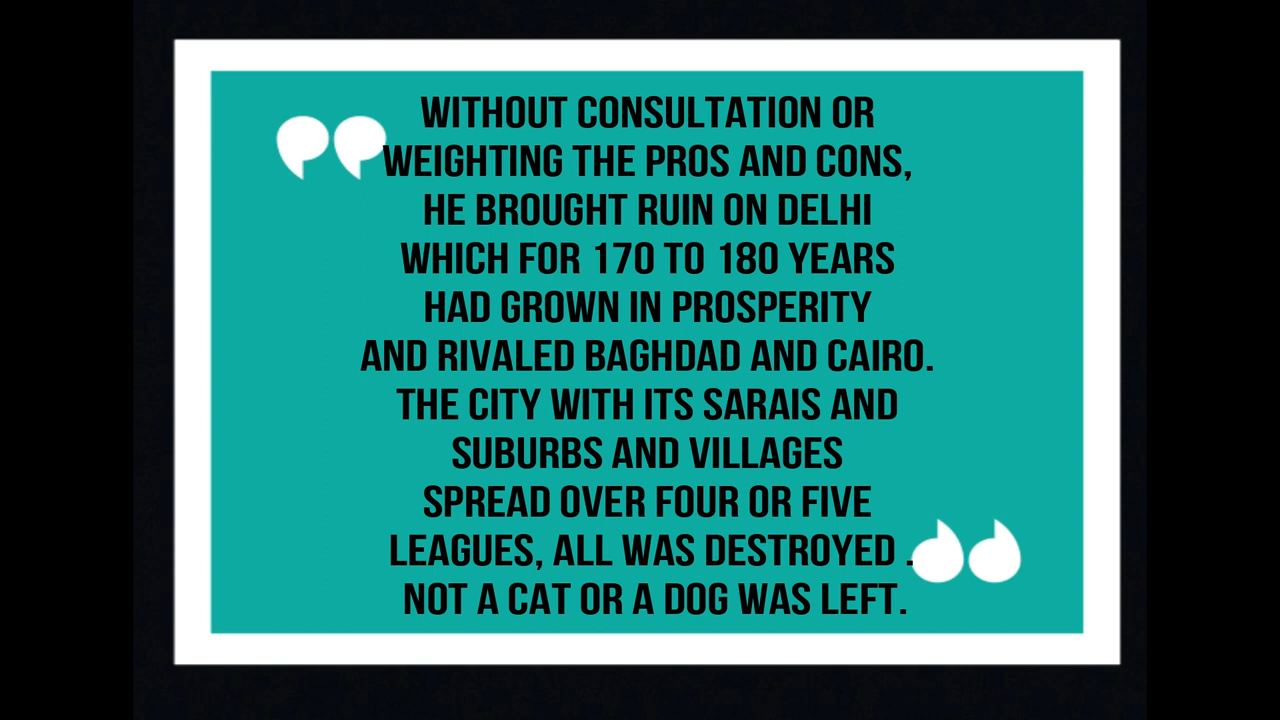 WITHOUT CONSULTATION OR
WEIGHTING THE PROS AND CONS,
HE BROUGHT RUIN ON DELHI
WHICH FOR 170 TO 180 YEARS
HAD GROWN IN PROSPERITY
AND RIVALED BAGHDAD AND CAIRO.
THE CITY WITH ITS SARAIS AND
SUBURBS AND VILLAGES
SPREAD OVER FOUR OR FIVE
LEAGUES, ALL WAS DESTROYED .
NOT A CAT OR A DOG WAS LEFT.